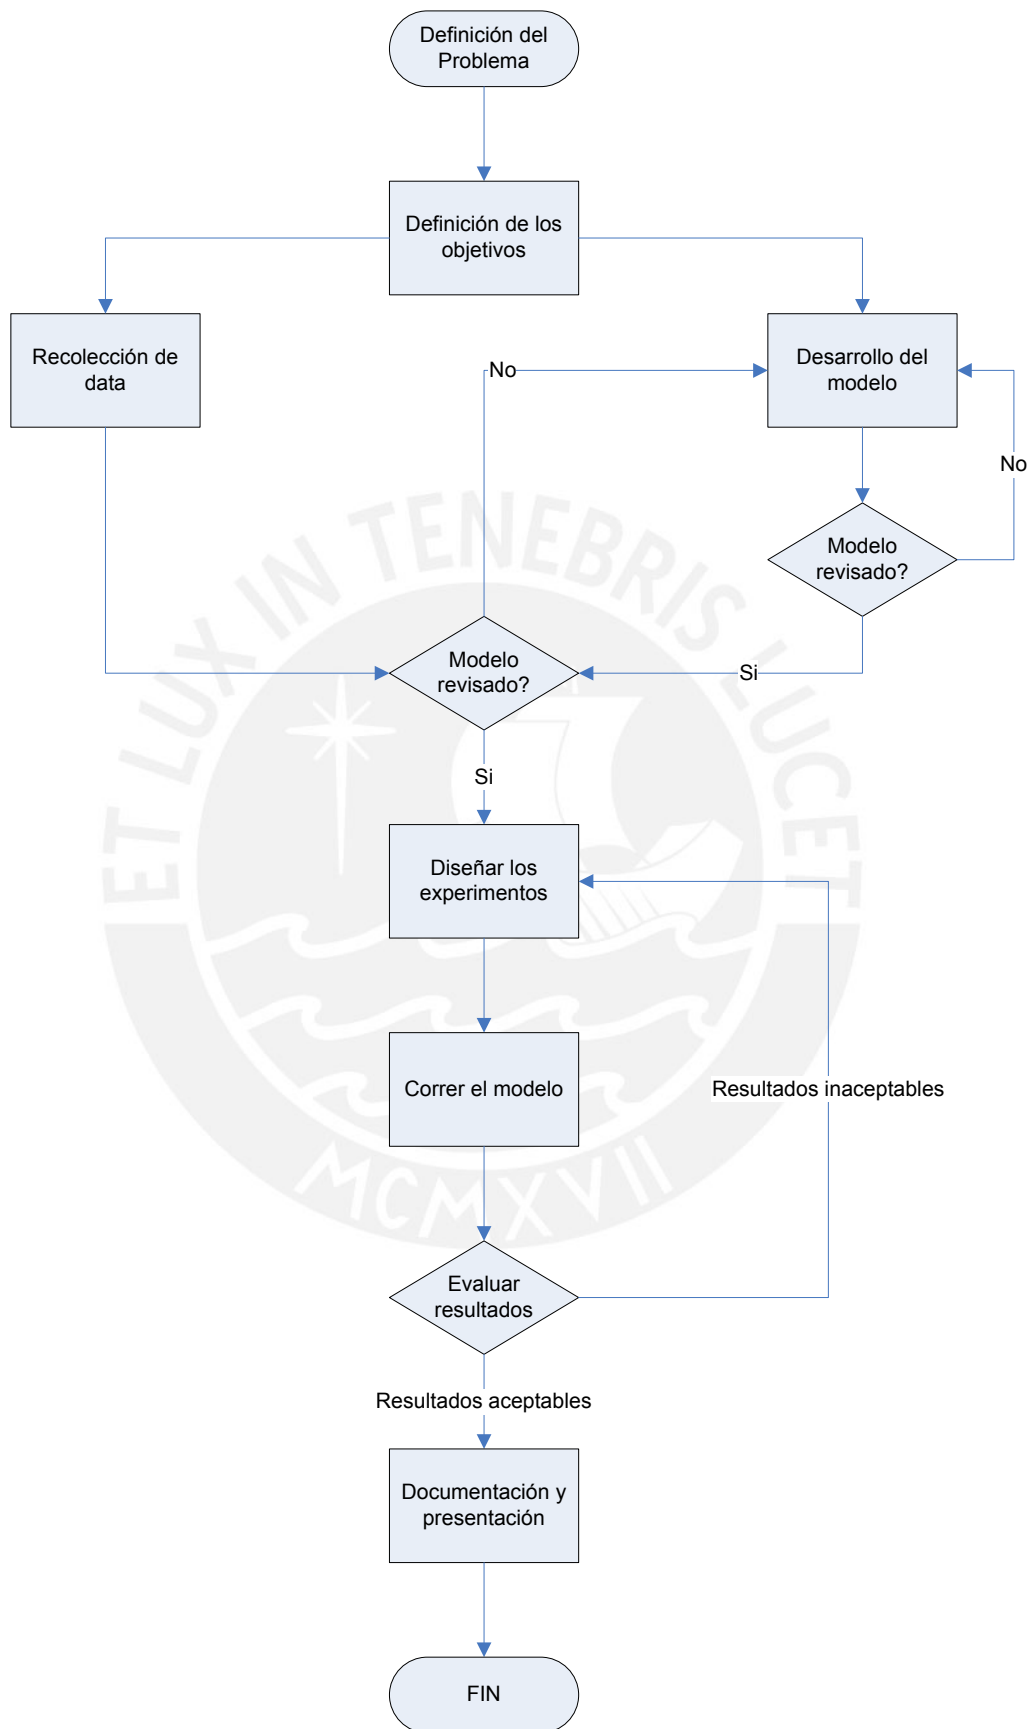 Definición del
Problema
Definición de los
objetivos
Recolección de
data
Desarrollo del
modelo
No
No
Modelo
revisado?
Modelo
revisado?
Si
Si
Diseñar los
experimentos
Correr el modelo
Resultados inaceptables
Evaluar
resultados
Resultados aceptables
Documentación y
presentación
FIN
ET LUX IN TENEBRIS LUCET
MCMXVII